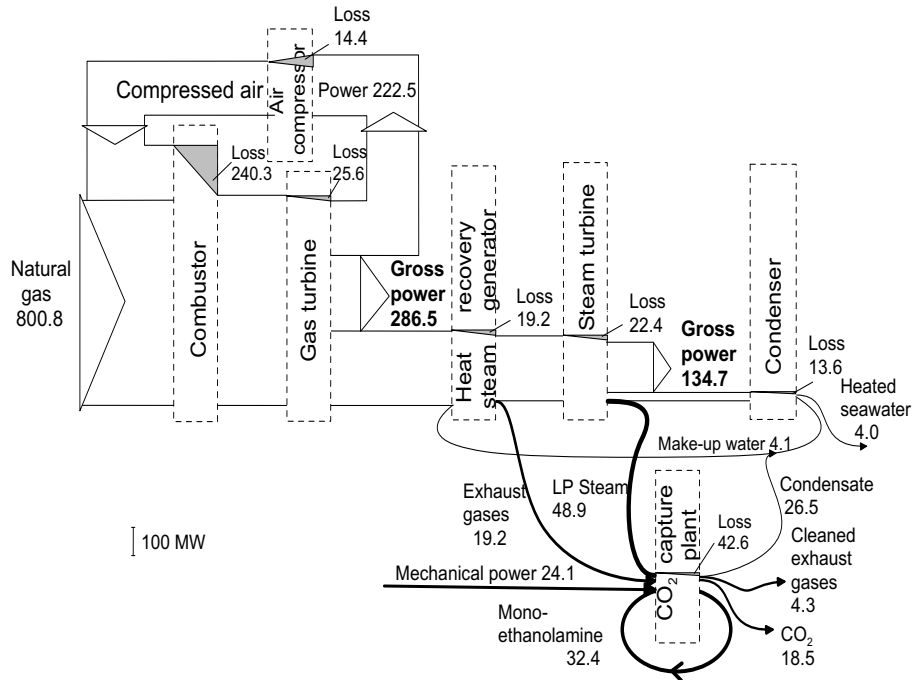 Loss
14.4
Compressed air
Air
compressor
Power 222.5
Loss
240.3
Loss
25.6
Natural
gas
800.8
Combustor
Gas turbine
Gross
power
286.5
Heat recovery
steam generator
Loss
19.2
Steam turbine
Loss
22.4
Gross
power
134.7
Condenser
Loss
13.6
Heated
seawater
4.0
Make-up water 4.1
Exhaust
gases
19.2
LP Steam
48.9
CO2 capture
plant
Loss
42.6
Condensate
26.5
Cleaned
exhaust
gases
4.3
CO2
18.5
100 MW
Mechanical power 24.1
Mono-
ethanolamine
32.4